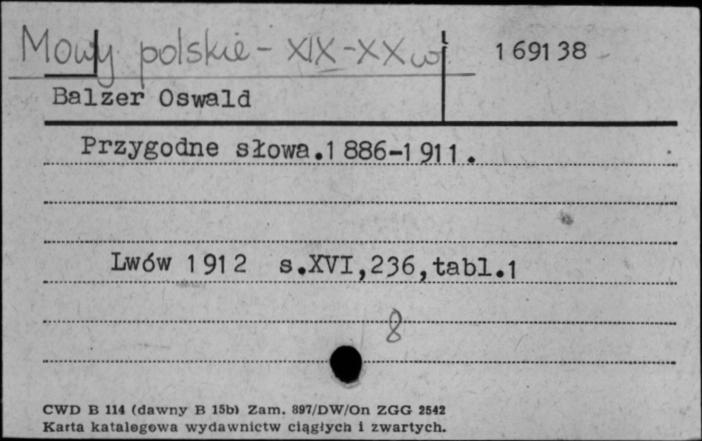 Mowy polskie - XIX-XX w. 169138
Balzer Oswald
Przygodne słowa.1886-1911.
Lwów 1912 s.XVI,236,tabl.1
8
CWD B 114 (dawny B 15b) Zam. 897/DW/On ZGG 2542
Karta katalogowa wydawnictw ciągłych i zwartych.